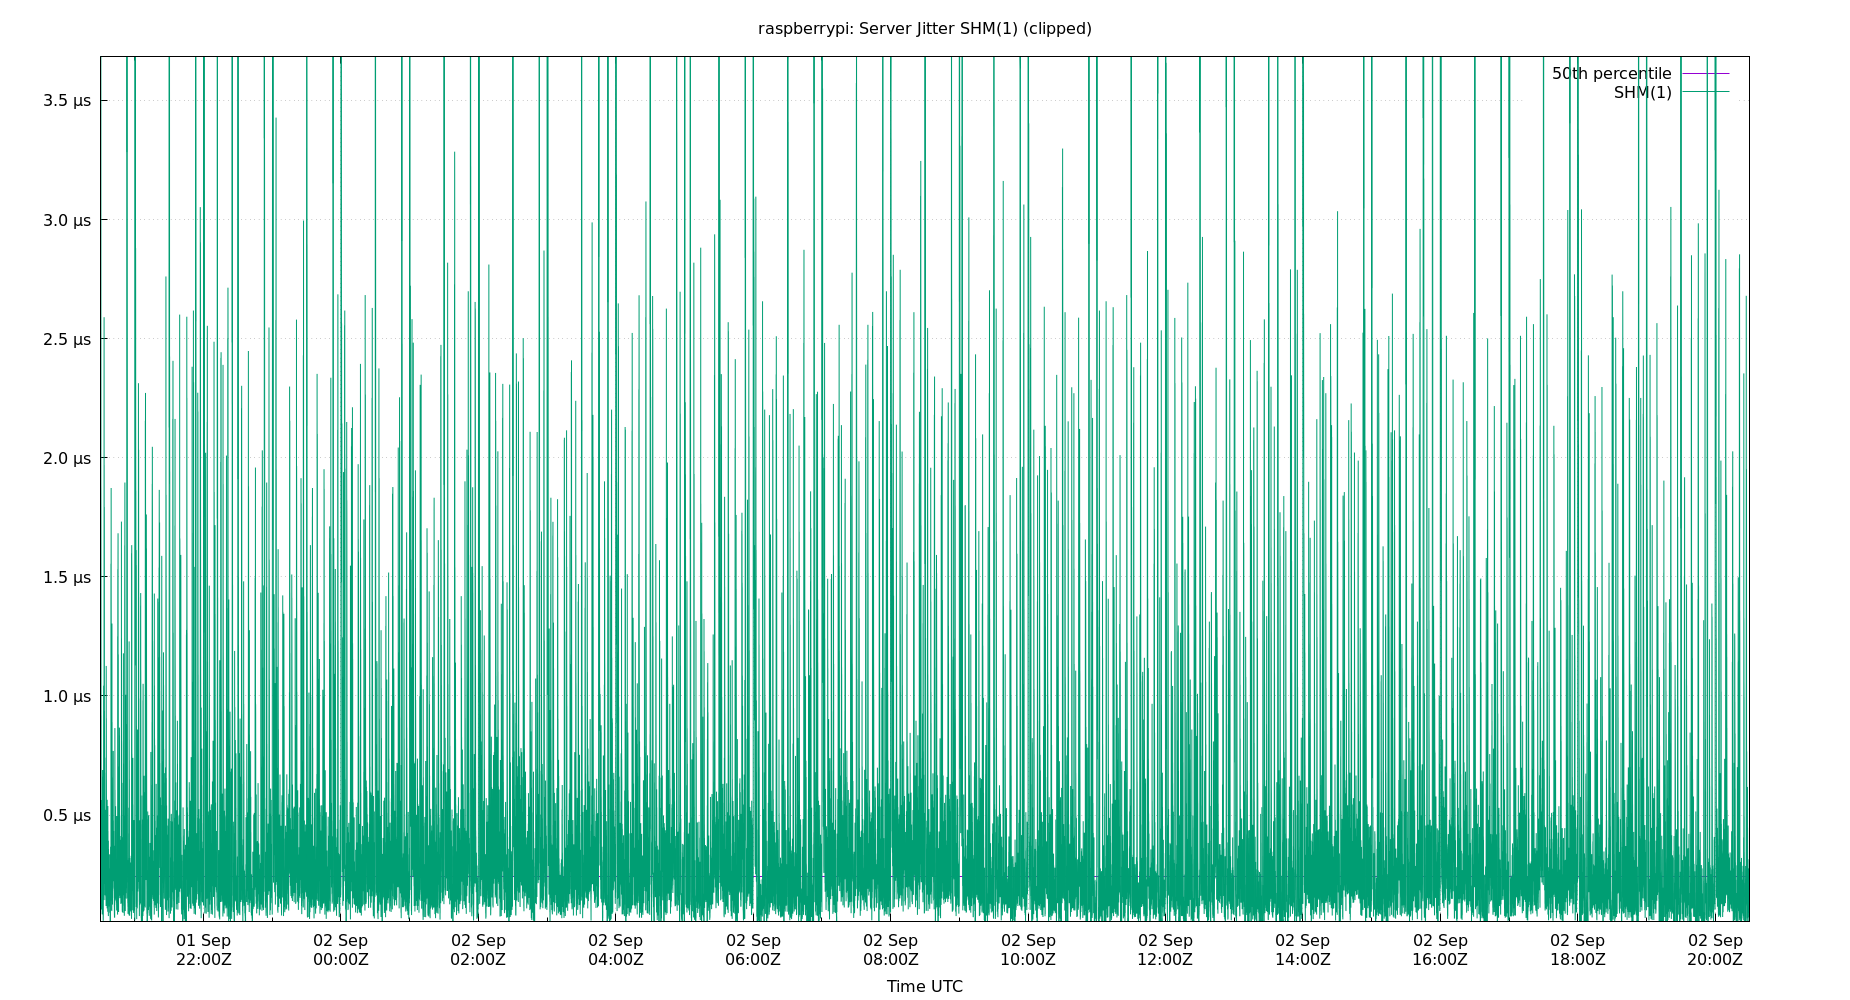 raspberrypi: Server Jitter SHM(1) (clipped)
50th percentile
SHM(1)
3.5 µs
3.0 µs
2.5 µs
2.0 µs
1.5 µs
1.0 µs
0.5 µs
01 Sep 02 Sep 02 Sep 02 Sep 02 Sep 02 Sep 02 Sep 02 Sep 02 Sep 02 Sep 02 Sep 02 Sep
22:00Z 00:00Z 02:00Z 04:00Z 06:00Z 08:00Z 10:00Z 12:00Z 14:00Z 16:00Z 18:00Z 20:00Z
Time UTC